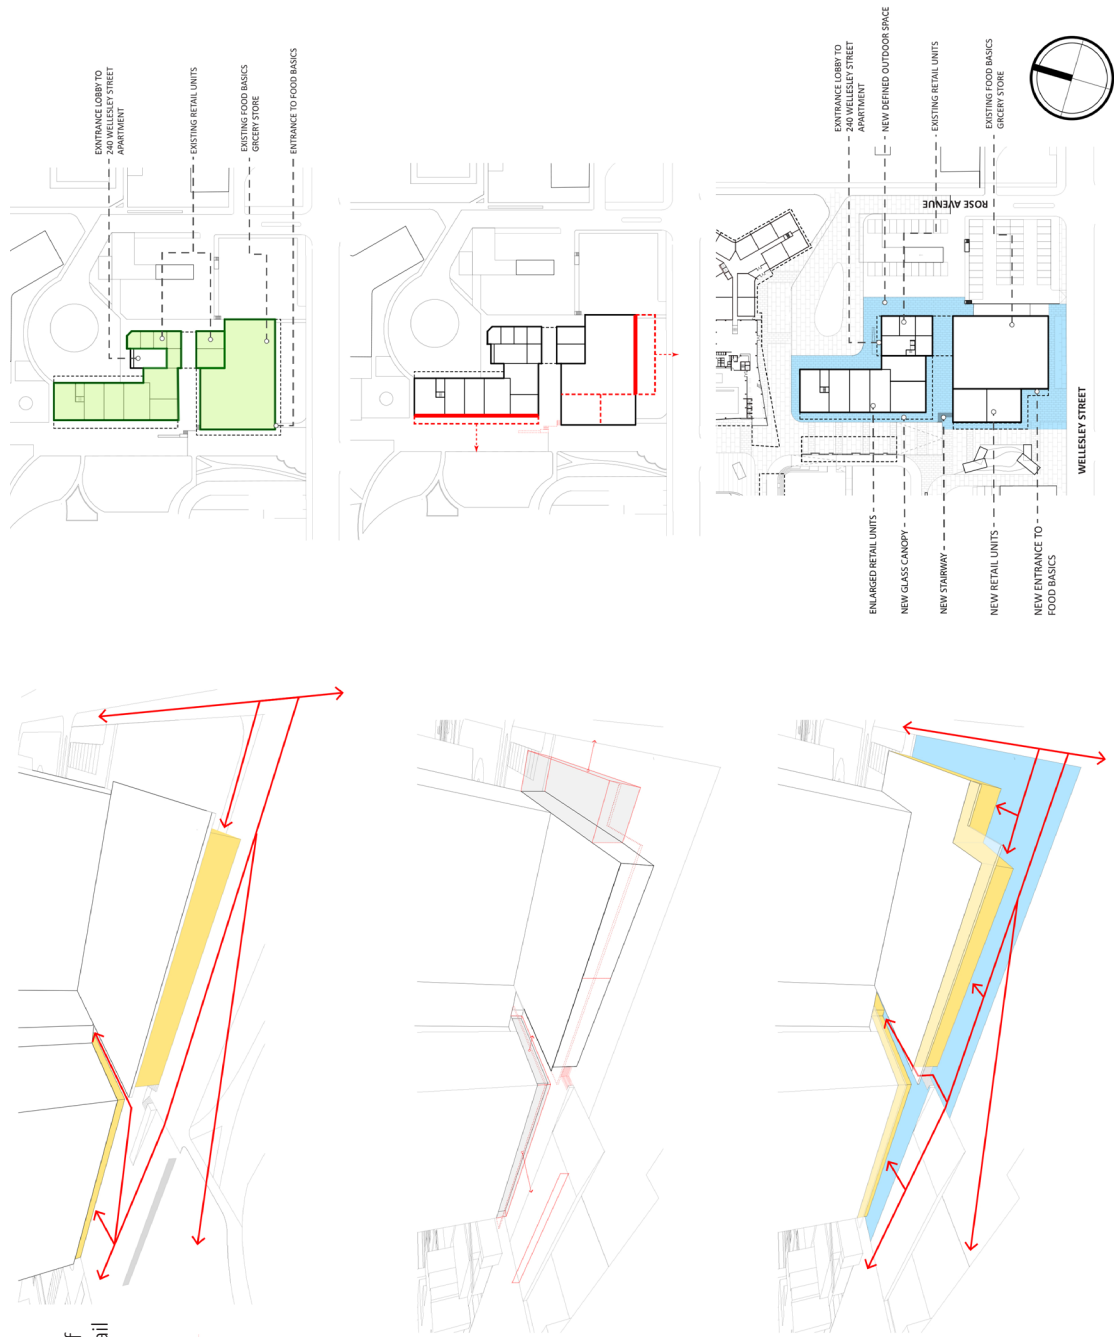 EXNTRANCE LOBBY TO
240 WELLESLEY STREET
APARTMENT
EXISTING RETAIL UNITS
EXISTING FOOD BASICS
GRCERY STORE
ENTRANCE TO FOOD BASICS
EXNTRANCE LOBBY TO
240 WELLESLEY STREET
APARTMENT
NEW DEFINED OUTDOOR SPACE
EXISTING RETAIL UNITS
EXISTING FOOD BASICS
GRCERY STORE
ROSE AVENUE
WELLESLEY STREET
ENLARGED RETAIL UNITS
NEW GLASS CANOPY
NEW STAIRWAY
NEW RETAIL UNITS
NEW ENTRANCE TO
FOOD BASICS